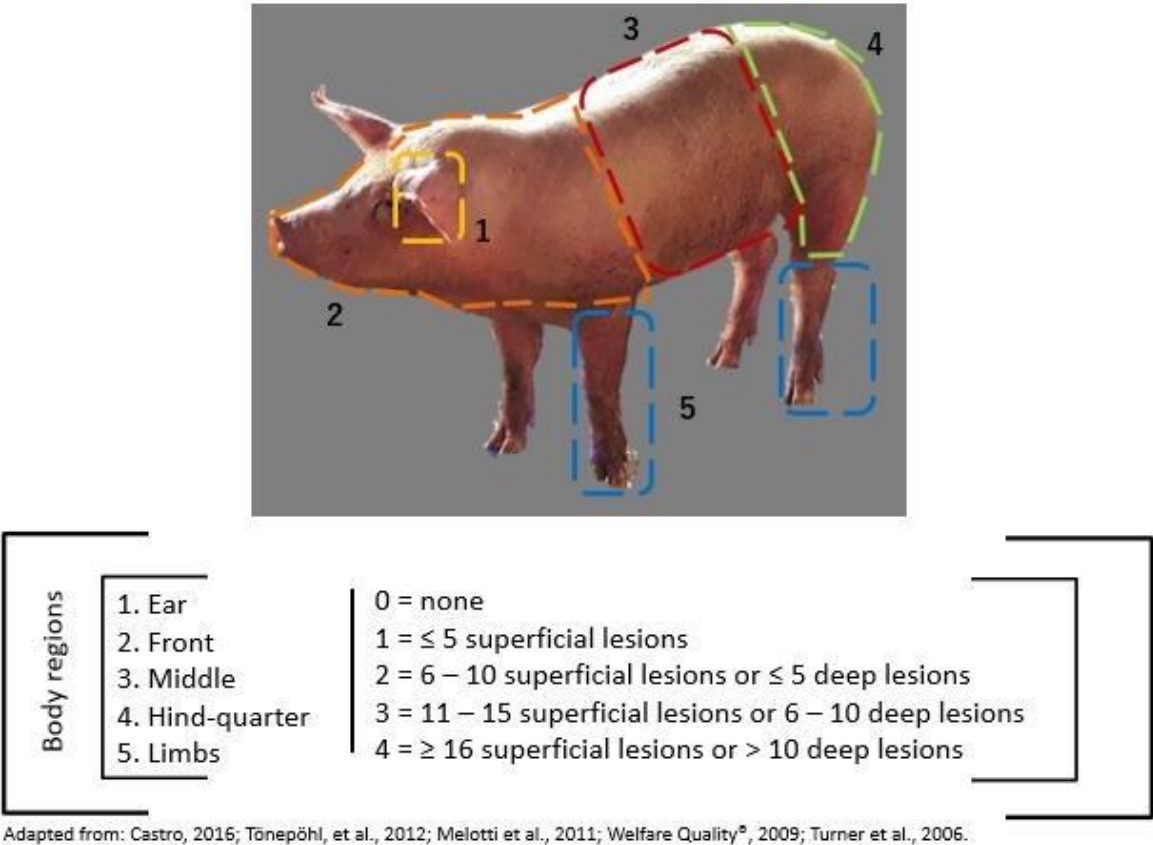 3
4
1
2
5
Body regions
1. Ear
2. Front
3. Middle
4. Hind-quarter
5. Limbs
0 = none
1 = ≤ 5 superficial lesions
2 = 6 – 10 superficial lesions or ≤ 5 deep lesions
3 = 11 – 15 superficial lesions or 6 – 10 deep lesions
4 = ≥ 16 superficial lesions or > 10 deep lesions
Adapted from: Castro, 2016; Tönepöhl, et al., 2012; Melotti et al., 2011; Welfare Quality®, 2009; Turner et al., 2006.